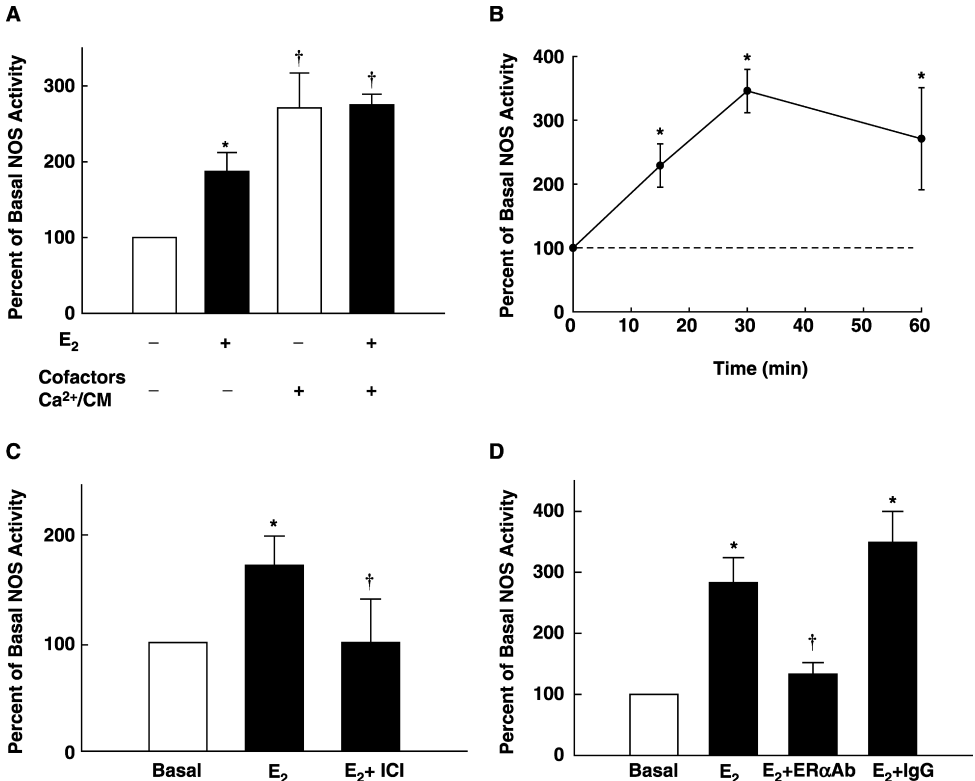 A
Percent of Basal NOS Activity
300
200
100
0
*
†
†
E₂ – + – +
Cofactors
Ca²⁺/CM – – + +
B
Percent of Basal NOS Activity
400
300
200
100
0
*
*
*
0 10 20 30 40 50 60
Time (min)
C
Percent of Basal NOS Activity
200
100
0
*
†
Basal E₂ E₂+ ICI
D
Percent of Basal NOS Activity
400
300
200
100
0
*
†
*
Basal E₂ E₂+ERαAb E₂+IgG